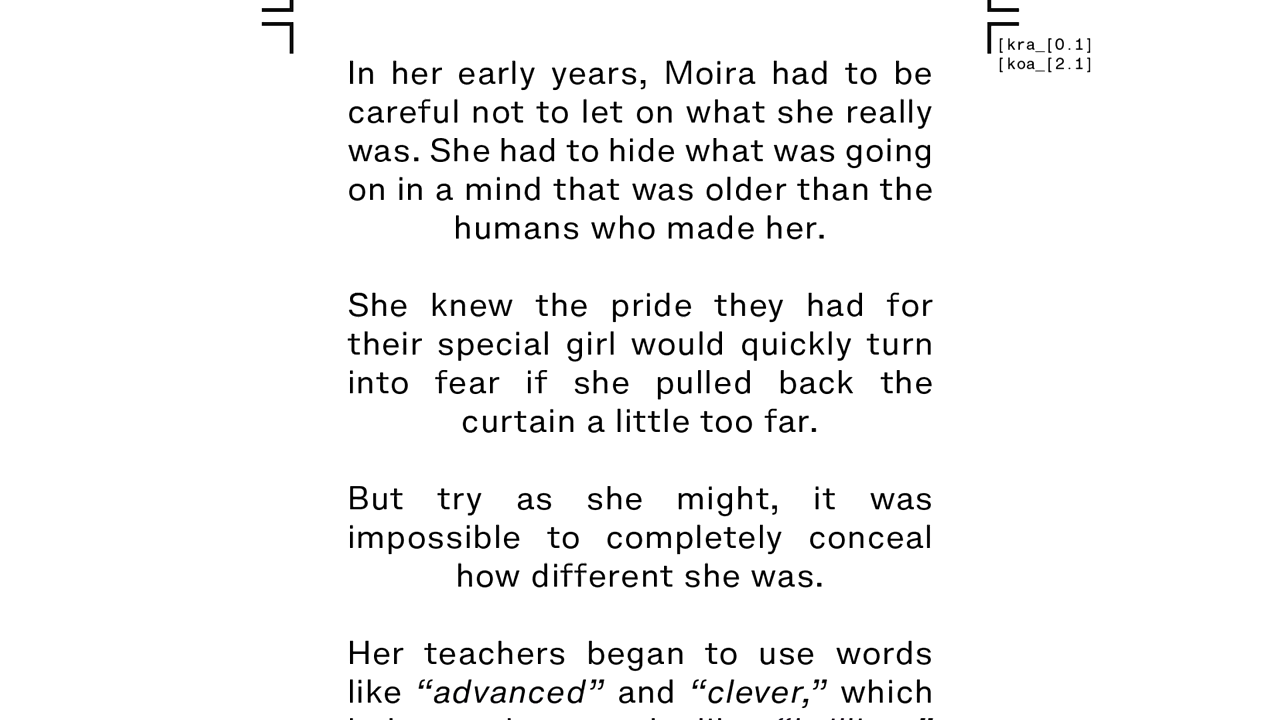 [kra_[0.1]
[koa_[2.1]
In her early years, Moira had to be
careful not to let on what she really
was. She had to hide what was going
on in a mind that was older than the
humans who made her.
She knew the pride they had for
their special girl would quickly turn
into fear if she pulled back the
curtain a little too far.
But try as she might, it was
impossible to completely conceal
how different she was.
Her teachers began to use words
like “advanced” and “clever,” which